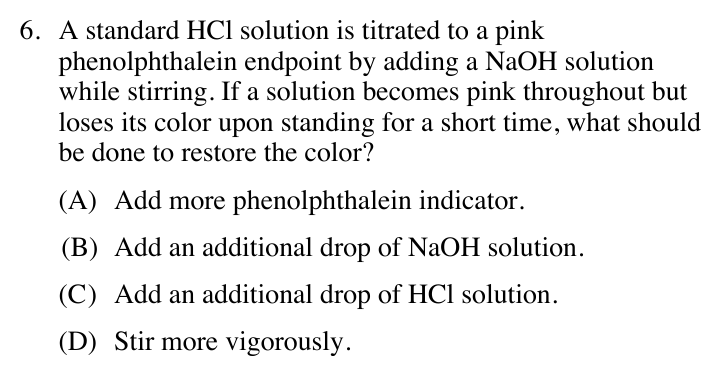 6. A standard HCl solution is titrated to a pink
phenolphthalein endpoint by adding a NaOH solution
while stirring. If a solution becomes pink throughout but
loses its color upon standing for a short time, what should
be done to restore the color?
(A) Add more phenolphthalein indicator.
(B) Add an additional drop of NaOH solution.
(C) Add an additional drop of HCl solution.
(D) Stir more vigorously.